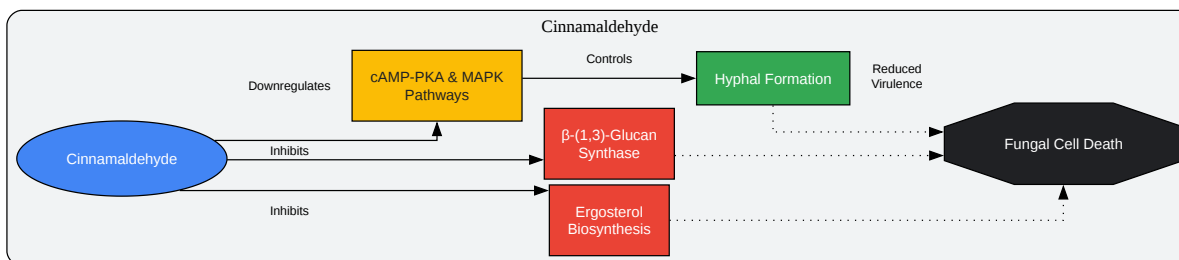 Cinnamaldehyde
Downregulates
cAMP-PKA & MAPK
Pathways
Controls
Hyphal Formation
Reduced
Virulence
Cinnamaldehyde
Inhibits
β-(1,3)-Glucan
Synthase
Fungal Cell Death
Inhibits
Ergosterol
Biosynthesis